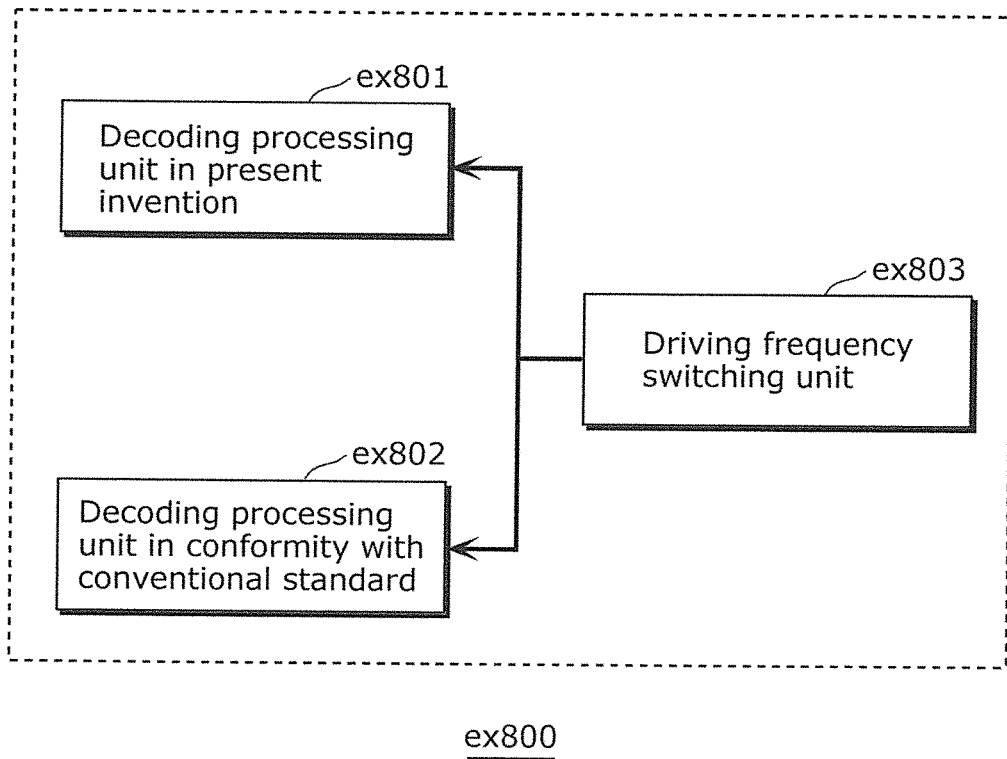 ex801
Decoding processing
unit in present
invention
ex803
Driving frequency
switching unit
ex802
Decoding processing
unit in conformity with
conventional standard
ex800